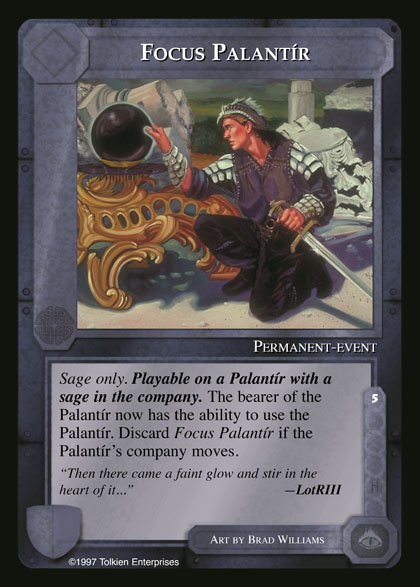 Focus Palantír
Permanent-event
Sage only. Playable on a Palantír with a
sage in the company. The bearer of the
Palantír now has the ability to use the
Palantír. Discard Focus Palantír if the
Palantír's company moves.
5
“Then there came a faint glow and stir in the
heart of it…” —LotRIII
H
Art by Brad Williams
©1997 Tolkien Enterprises